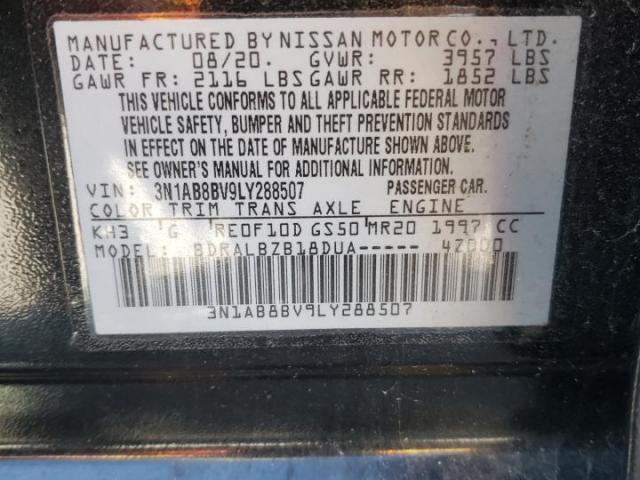 MANUFACTURED BY NISSAN MOTOR CO., LTD.
DATE: 08/20. GVWR: 3957 LBS
GAWR FR: 2116 LBS GAWR RR: 1852 LBS
THIS VEHICLE CONFORMS TO ALL APPLICABLE FEDERAL MOTOR
VEHICLE SAFETY, BUMPER AND THEFT PREVENTION STANDARDS
IN EFFECT ON THE DATE OF MANUFACTURE SHOWN ABOVE.
SEE OWNER'S MANUAL FOR ADDITIONAL INFORMATION.
VIN: 3N1AB8BV9LY288507 PASSENGER CAR.
COLOR TRIM TRANS AXLE ENGINE
KH3 G RE0F10D GS50 MR20 1997 CC
MODEL: BDRALBZB18DUA----- 4Z000
3N1AB8BV9LY288507